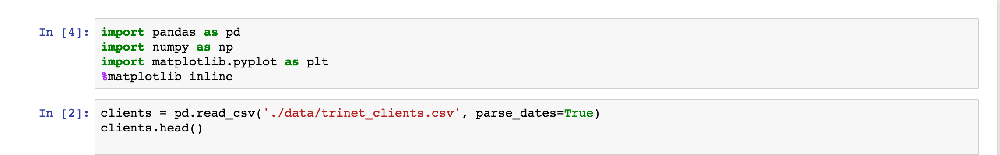 In [4]: import pandas as pd
import numpy as np
import matplotlib.pyplot as plt
%matplotlib inline
In [2]: clients = pd.read_csv('./data/trinet_clients.csv', parse_dates=True)
clients.head()